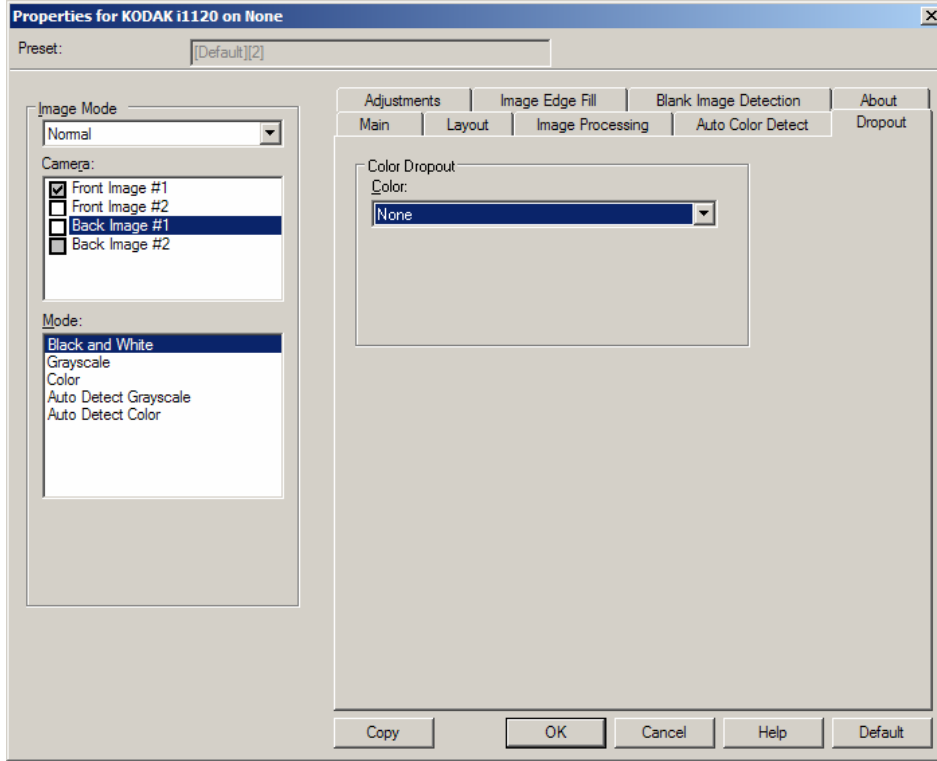 Properties for KODAK i1120 on None
Preset:
[Default][2]
Image Mode
Normal
Camera:
Front Image #1
Front Image #2
Back Image #1
Back Image #2
Mode:
Black and White
Grayscale
Color
Auto Detect Grayscale
Auto Detect Color
Adjustments Image Edge Fill Blank Image Detection About
Main Layout Image Processing Auto Color Detect Dropout
Color Dropout
Color:
None
Copy OK Cancel Help Default